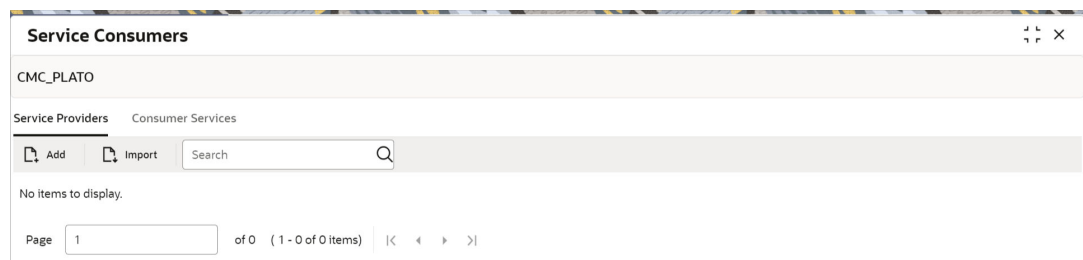 Service Consumers
CMC_PLATO
Service Providers Consumer Services
Add Import Search
No items to display.
Page 1 of 0 ( 1 - 0 of 0 items)